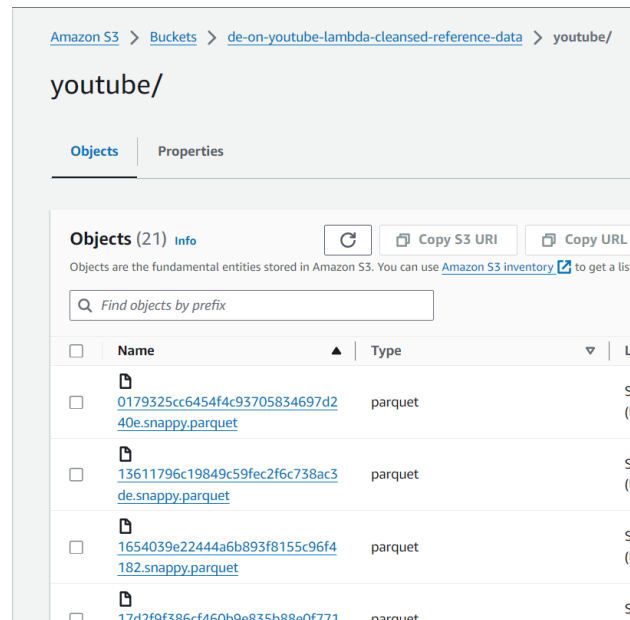 Amazon S3 > Buckets > de-on-youtube-lambda-cleansed-reference-data > youtube/
youtube/
Objects Properties
Objects (21) Info Copy S3 URI Copy URL
Objects are the fundamental entities stored in Amazon S3. You can use Amazon S3 inventory to get a lis
Find objects by prefix
Name Type L
0179325cc6454f4c93705834697d2
40e.snappy.parquet
parquet
S
(
13611796c19849c59fec2f6c738ac3
de.snappy.parquet
parquet
S
(
1654039e22444a6b893f8155c96f4
182.snappy.parquet
parquet
S
(
17d2f9f386cf460b9e835b88e0f771
parquet
S